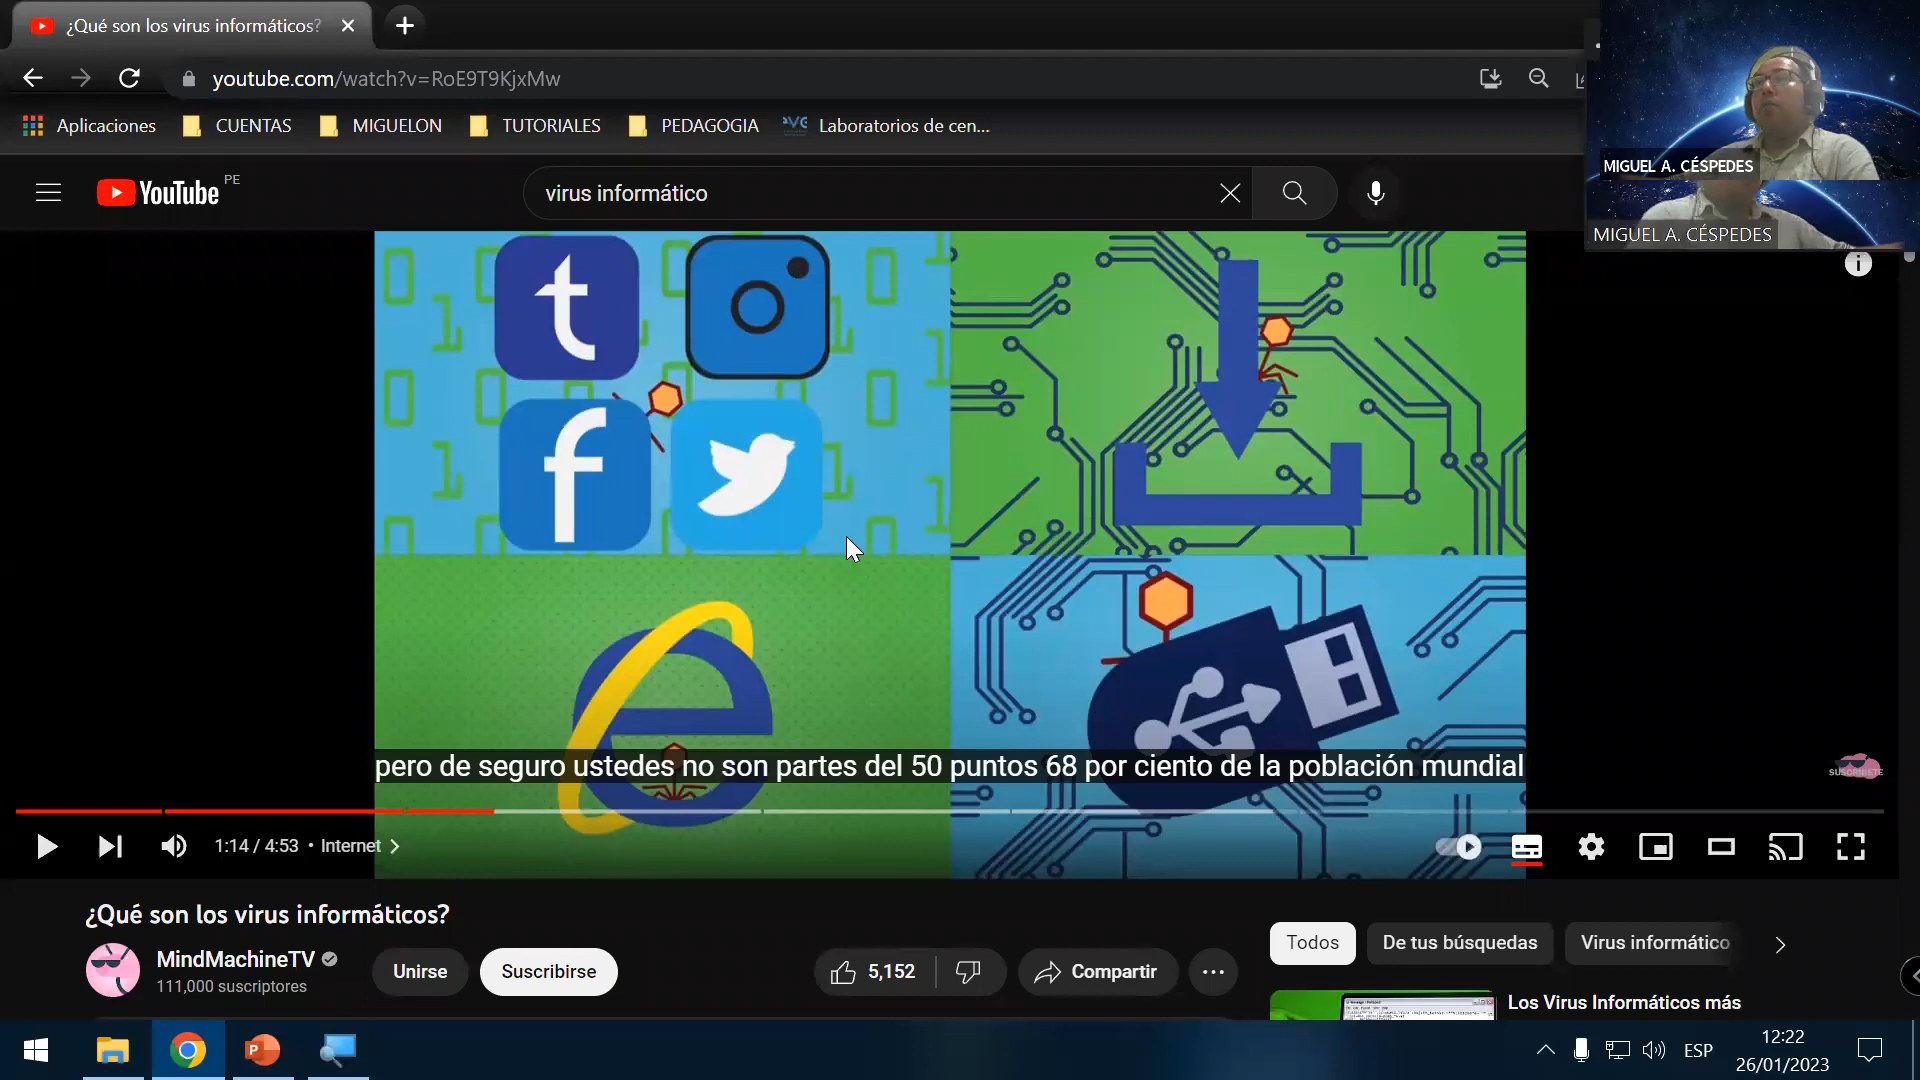 ¿Qué son los virus informáticos?
youtube.com/watch?v=RoE9T9KjxMw
Aplicaciones
CUENTAS
MIGUELON
TUTORIALES
PEDAGOGIA
Laboratorios de cen...
MIGUEL A. CÉSPEDES
MIGUEL A. CÉSPEDES
YouTube PE
virus informático
pero de seguro ustedes no son partes del 50 puntos 68 por ciento de la población mundial
SUSCRIBETE
1:14 / 4:53 • Internet
¿Qué son los virus informáticos?
MindMachineTV
111,000 suscriptores
Unirse
Suscribirse
5,152
Compartir
Todos
De tus búsquedas
Virus informático
Los Virus Informáticos más
ESP
12:22
26/01/2023